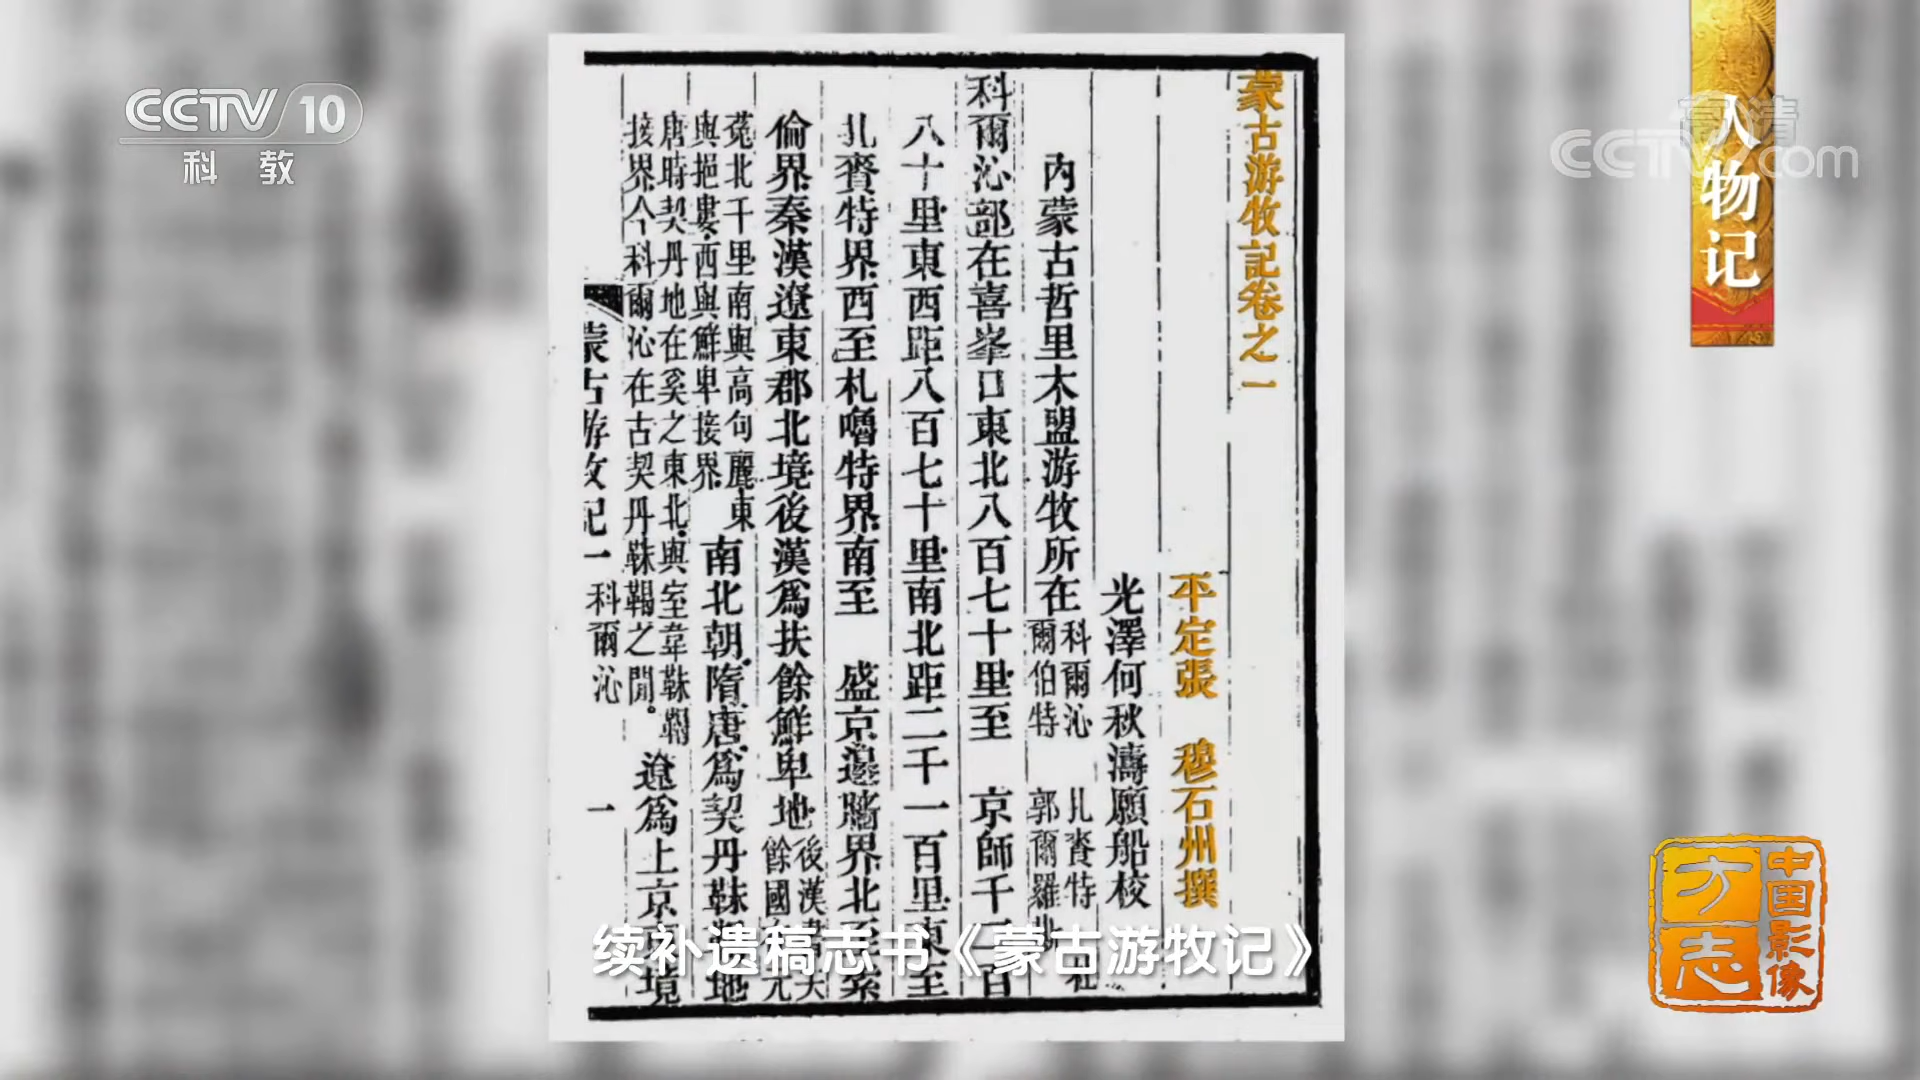 CCTV 10
科教
高清
CCTV.com
人物记
蒙古游牧記卷之一
平定張 穆石州撰
光澤何秋濤願船校
內蒙古哲里木盟游牧所在
科爾沁 扎賚特
爾伯特 郭爾羅斯
科爾沁部在喜峯口東北八百七十里至 京師千二百
八十里東西距八百七十里南北距二千一百里東至
扎賚特界西至札嚕特界南至 盛京邊牆界北至索
倫界秦漢遼東郡北境後漢爲扶餘鮮卑地
後漢書夫
餘國
菟北千里南與高句麗東
與挹婁西與鮮卑接界
南北朝隋唐爲契丹靺鞨地
唐時契丹地在奚之東北與室韋靺鞨
接界今科爾沁在古契丹靺鞨之間
遼爲上京
境
蒙古游牧記一 科爾沁 一
续补遗稿志书《蒙古游牧记》
中国影像
方志